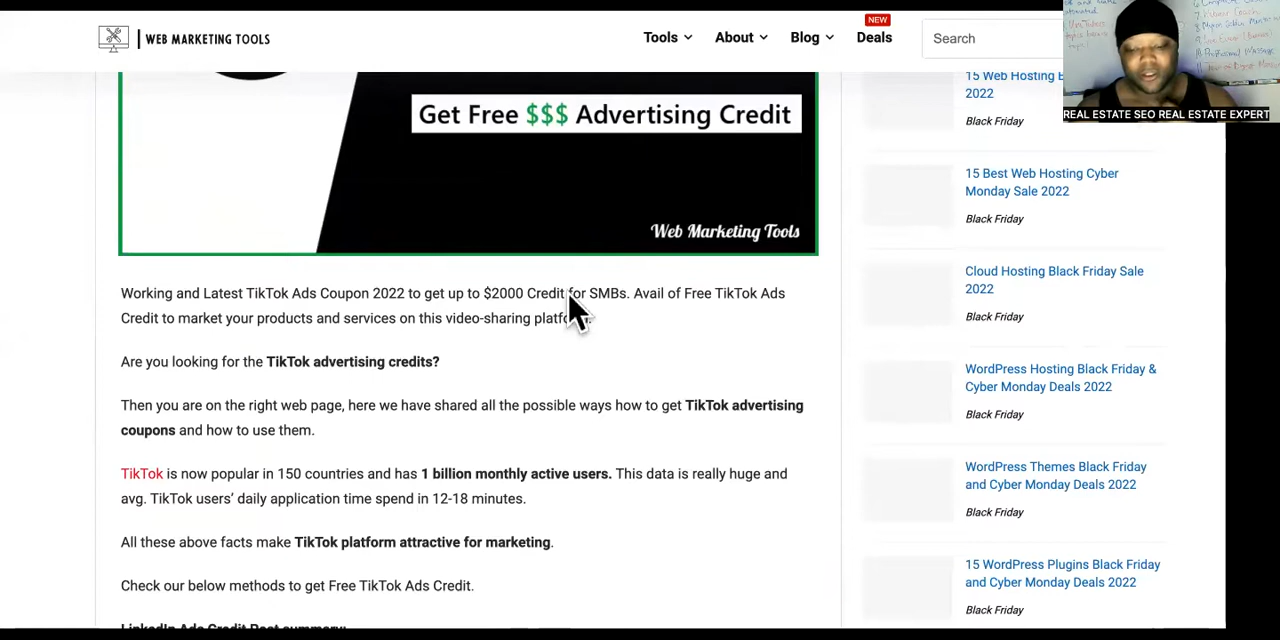 WEB MARKETING TOOLS
Tools
About
Blog
NEW
Deals
Search
Get Free $$$ Advertising Credit
Web Marketing Tools
Working and Latest TikTok Ads Coupon 2022 to get up to $2000 Credit for SMBs. Avail of Free TikTok Ads
Credit to market your products and services on this video-sharing
Are you looking for the TikTok advertising credits?
Then you are on the right web page, here we have shared all the possible ways how to get TikTok advertising
coupons and how to use them.
TikTok is now popular in 150 countries and has 1 billion monthly active users. This data is really huge and
avg. TikTok users’ daily application time spend in 12-18 minutes.
All these above facts make TikTok platform attractive for marketing.
Check our below methods to get Free TikTok Ads Credit.
LinkedIn Ads Credit Post summary:
15 Web Hosting
2022
Black Friday
15 Best Web Hosting Cyber
Monday Sale 2022
Black Friday
Cloud Hosting Black Friday Sale
2022
Black Friday
WordPress Hosting Black Friday &
Cyber Monday Deals 2022
Black Friday
WordPress Themes Black Friday
and Cyber Monday Deals 2022
Black Friday
15 WordPress Plugins Black Friday
and Cyber Monday Deals 2022
Black Friday
REAL ESTATE SEO REAL ESTATE EXPERT